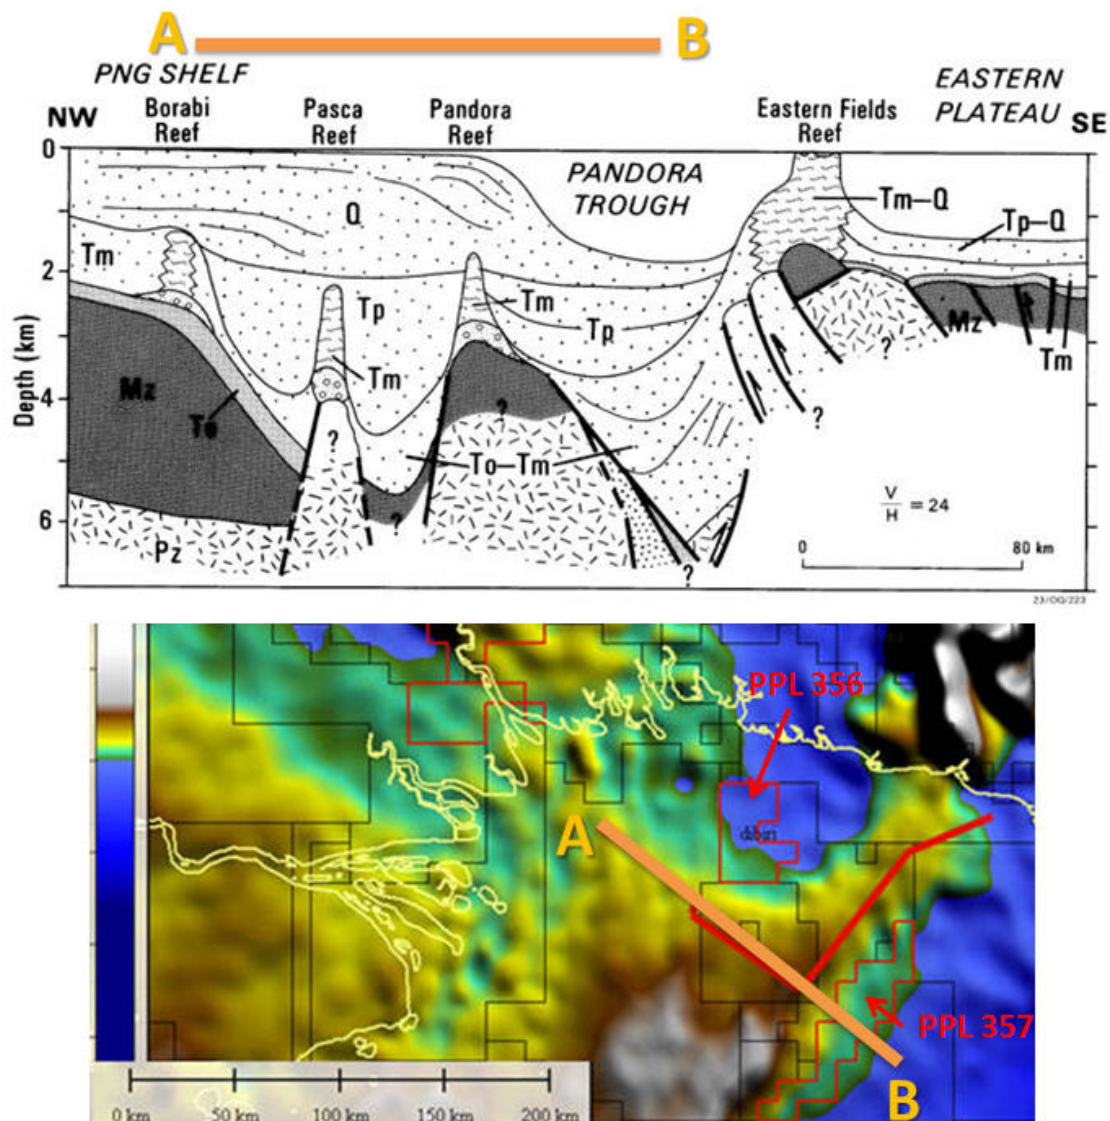 A B
PNG SHELF
EASTERN
PLATEAU
NW
Borabi
Reef
Pasca
Reef
Pandora
Reef
Eastern Fields
Reef
SE
0
PANDORA
TROUGH
Q
Tm–Q
Tp–Q
Tm
2
Tp
Tm
Tp
Mz
Tm
Depth (km)
Mz
Te
Tm
4
?
?
?
?
To–Tm
V
H = 24
6
Pz
?
?
0 80 km
23/OG/223
PPL 356
A
PPL 357
B
0 km 50 km 100 km 150 km 200 km